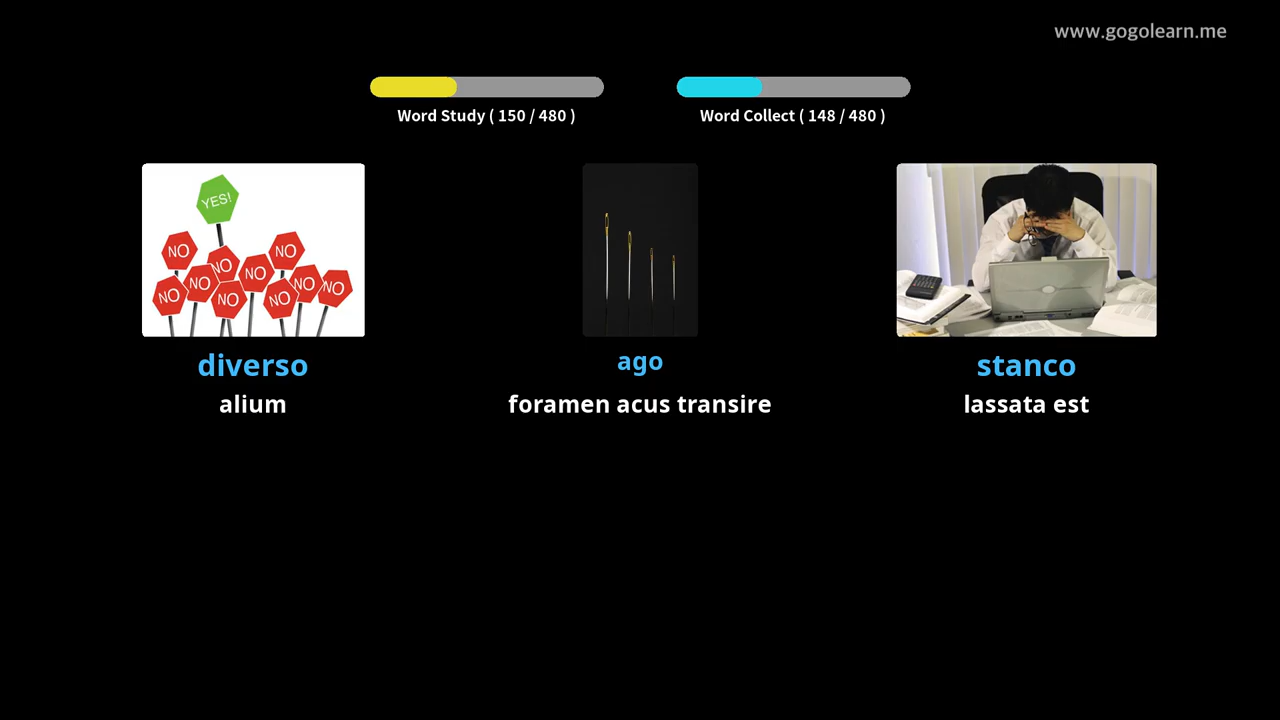 www.gogolearn.me
Word Study ( 150 / 480 )
Word Collect ( 148 / 480 )
YES!
NO
NO
NO
NO
NO
NO
NO
NO
NO
NO
diverso
alium
ago
foramen acus transire
stanco
lassata est